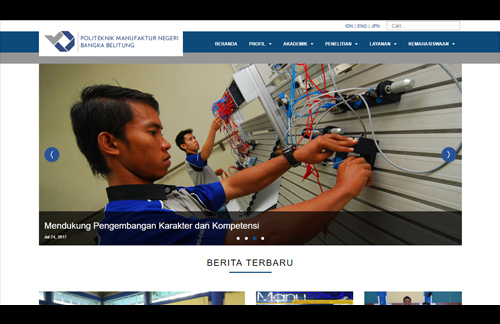 IDN | ENG | JPN
Cari...
POLITEKNIK MANUFAKTUR NEGERI
BANGKA BELITUNG
BERANDA PROFIL AKADEMIK PENELITIAN LAYANAN KEMAHASISWAAN
Mendukung Pengembangan Karakter dan Kompetensi
Jul 24, 2017
BERITA TERBARU